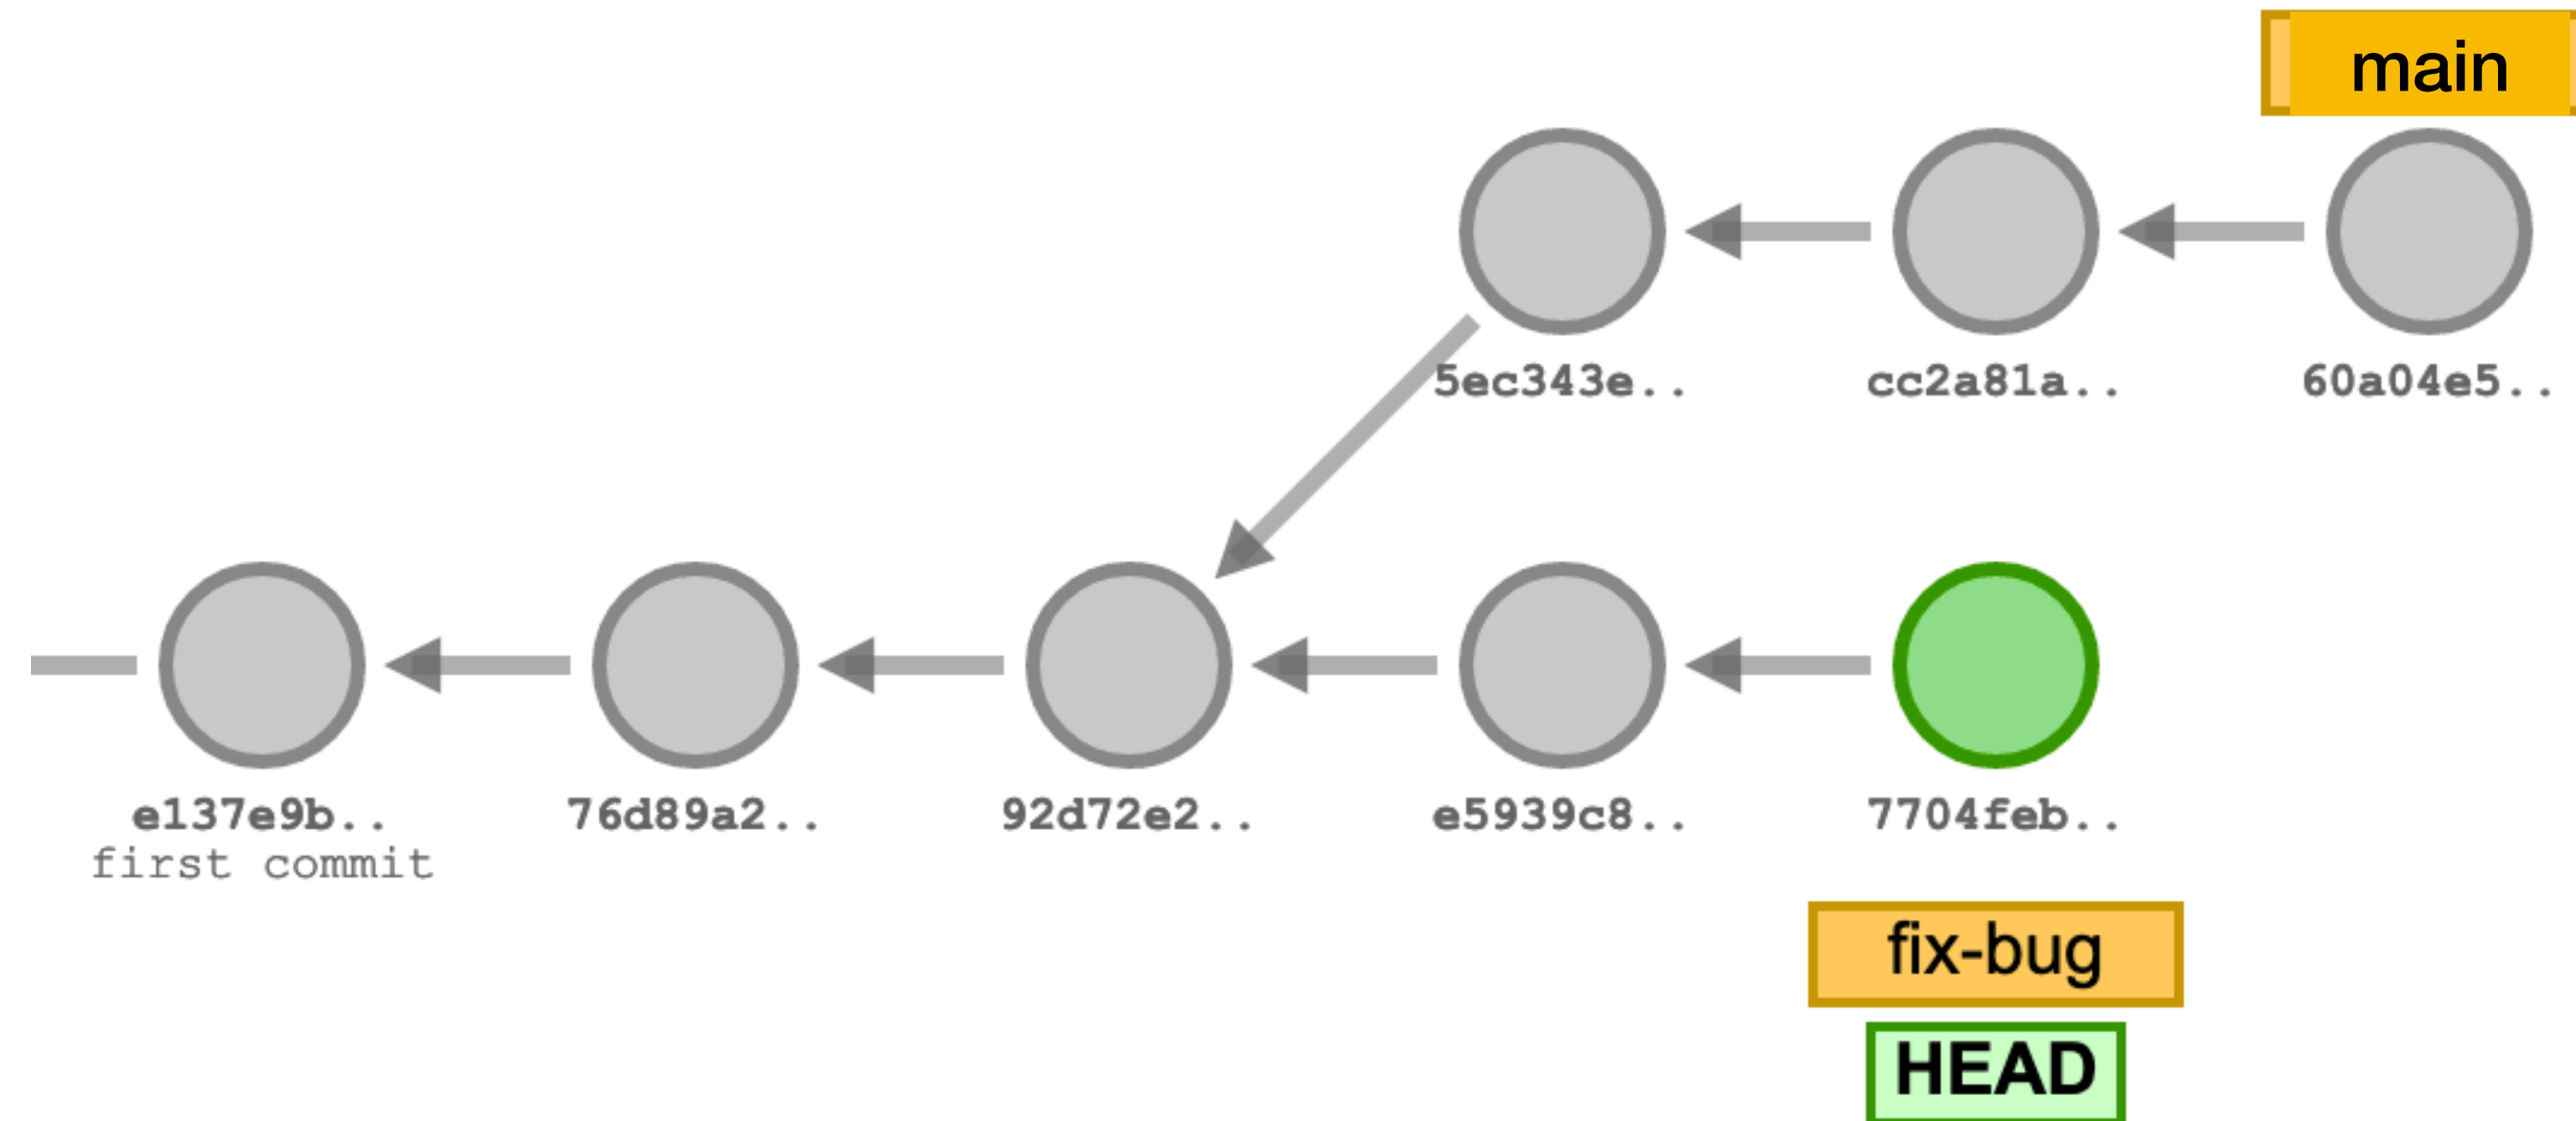 main
5ec343e..
cc2a81a..
60a04e5..
e137e9b..
first commit
76d89a2..
92d72e2..
e5939c8..
7704feb..
fix-bug
HEAD